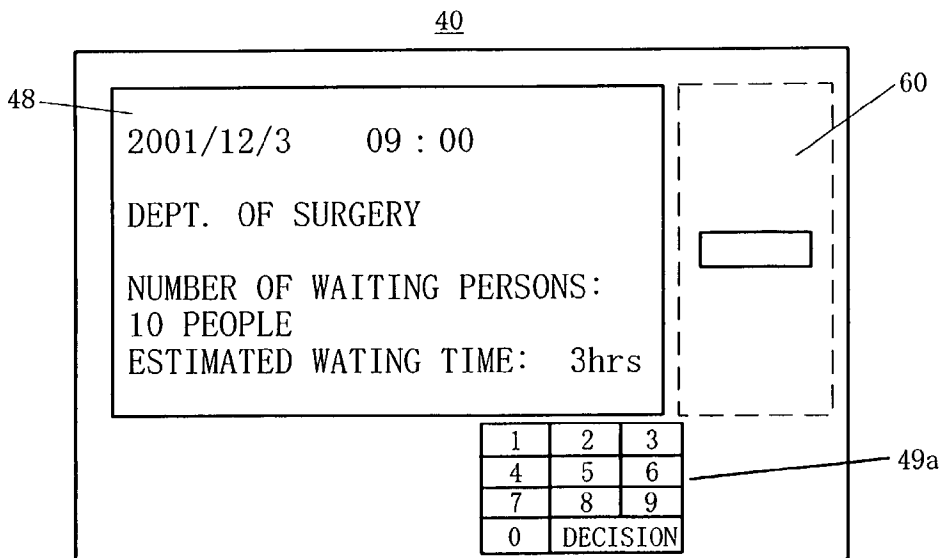 40
48
60
2001/12/3 09:00
DEPT. OF SURGERY
NUMBER OF WAITING PERSONS:
10 PEOPLE
ESTIMATED WATING TIME: 3hrs
1 2 3
4 5 6
7 8 9
0 DECISION
49a